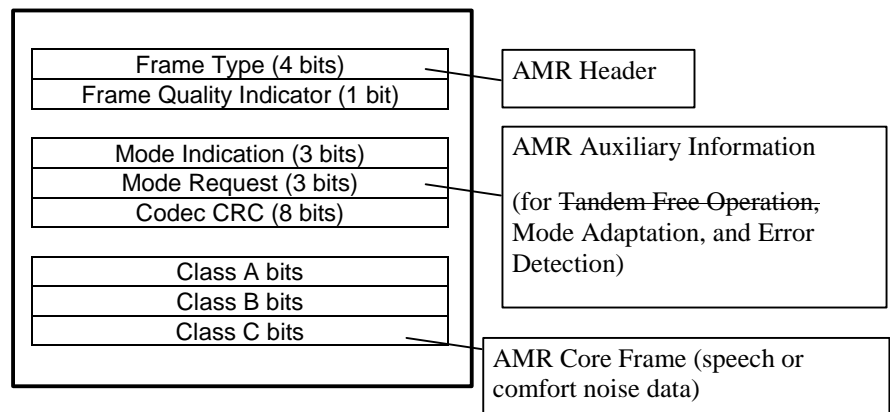 Frame Type (4 bits)
Frame Quality Indicator (1 bit)
AMR Header
Mode Indication (3 bits)
Mode Request (3 bits)
Codec CRC (8 bits)
AMR Auxiliary Information
(for Tandem Free Operation,
Mode Adaptation, and Error
Detection)
Class A bits
Class B bits
Class C bits
AMR Core Frame (speech or
comfort noise data)